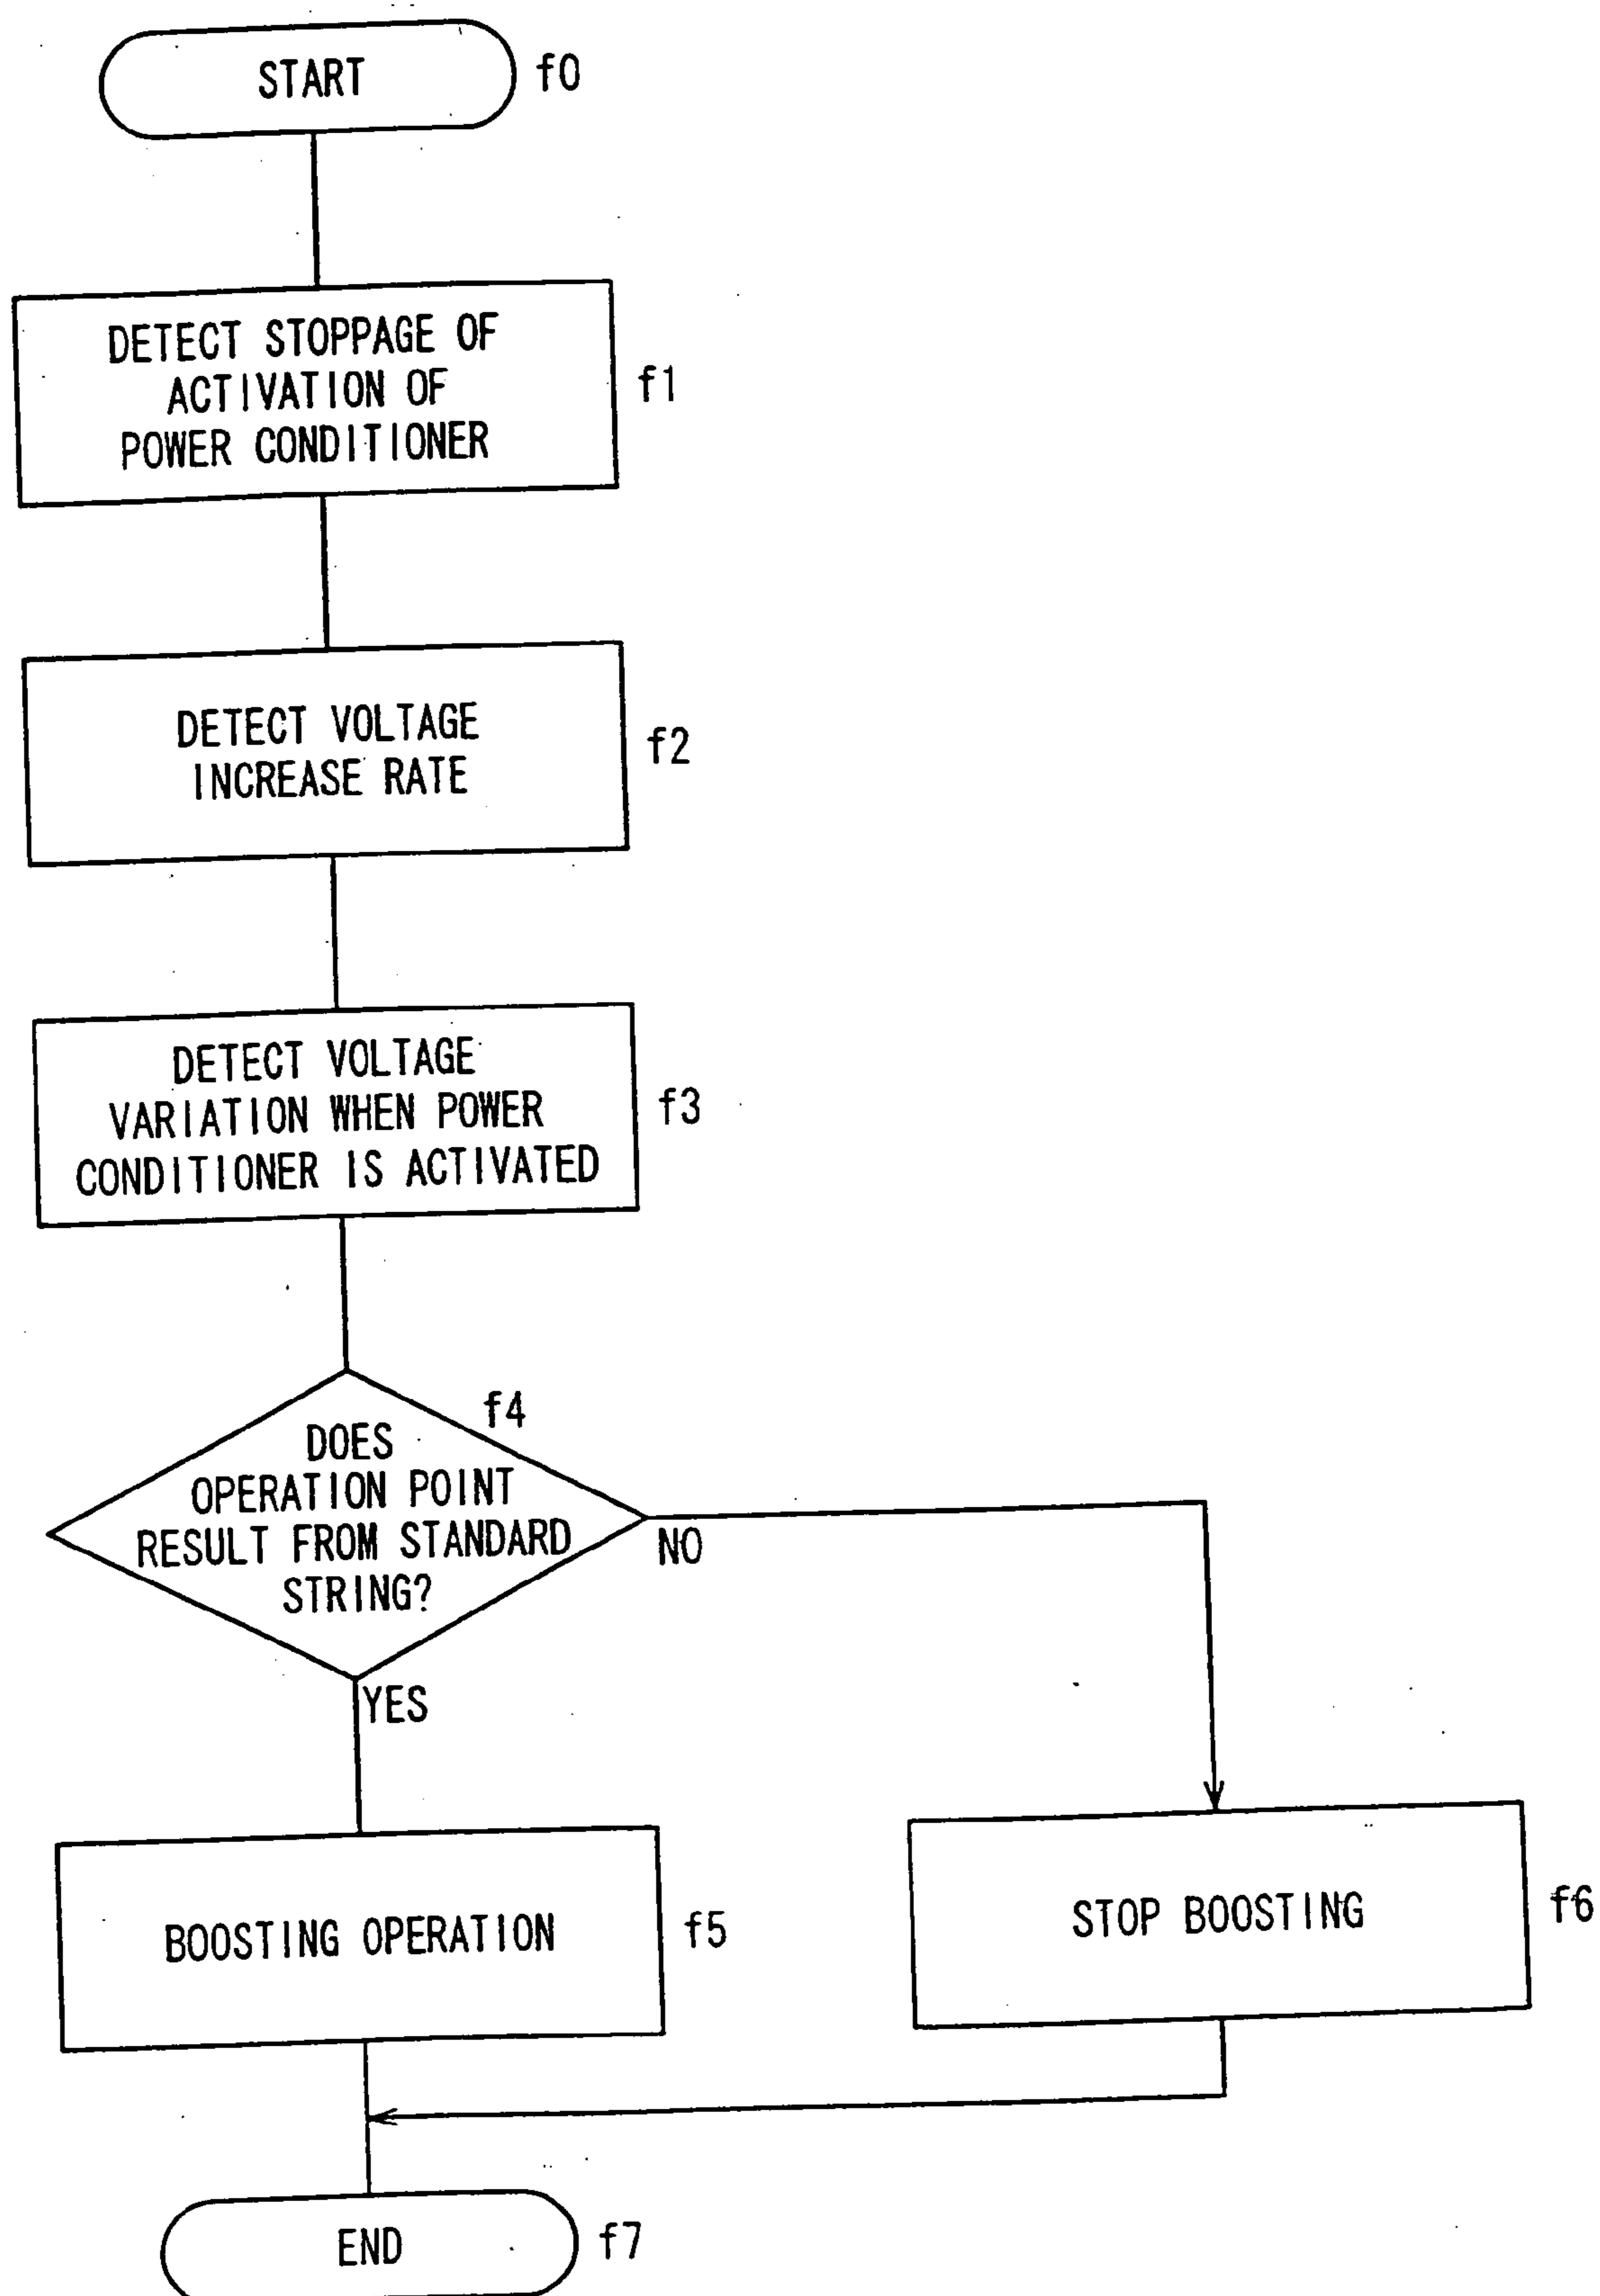 START f0
DETECT STOPPAGE OF
ACTIVATION OF
POWER CONDITIONER
f1
DETECT VOLTAGE
INCREASE RATE
f2
DETECT VOLTAGE
VARIATION WHEN POWER
CONDITIONER IS ACTIVATED
f3
f4
DOES
OPERATION POINT
RESULT FROM STANDARD
STRING?
NO
YES
BOOSTING OPERATION f5
STOP BOOSTING f6
END f7